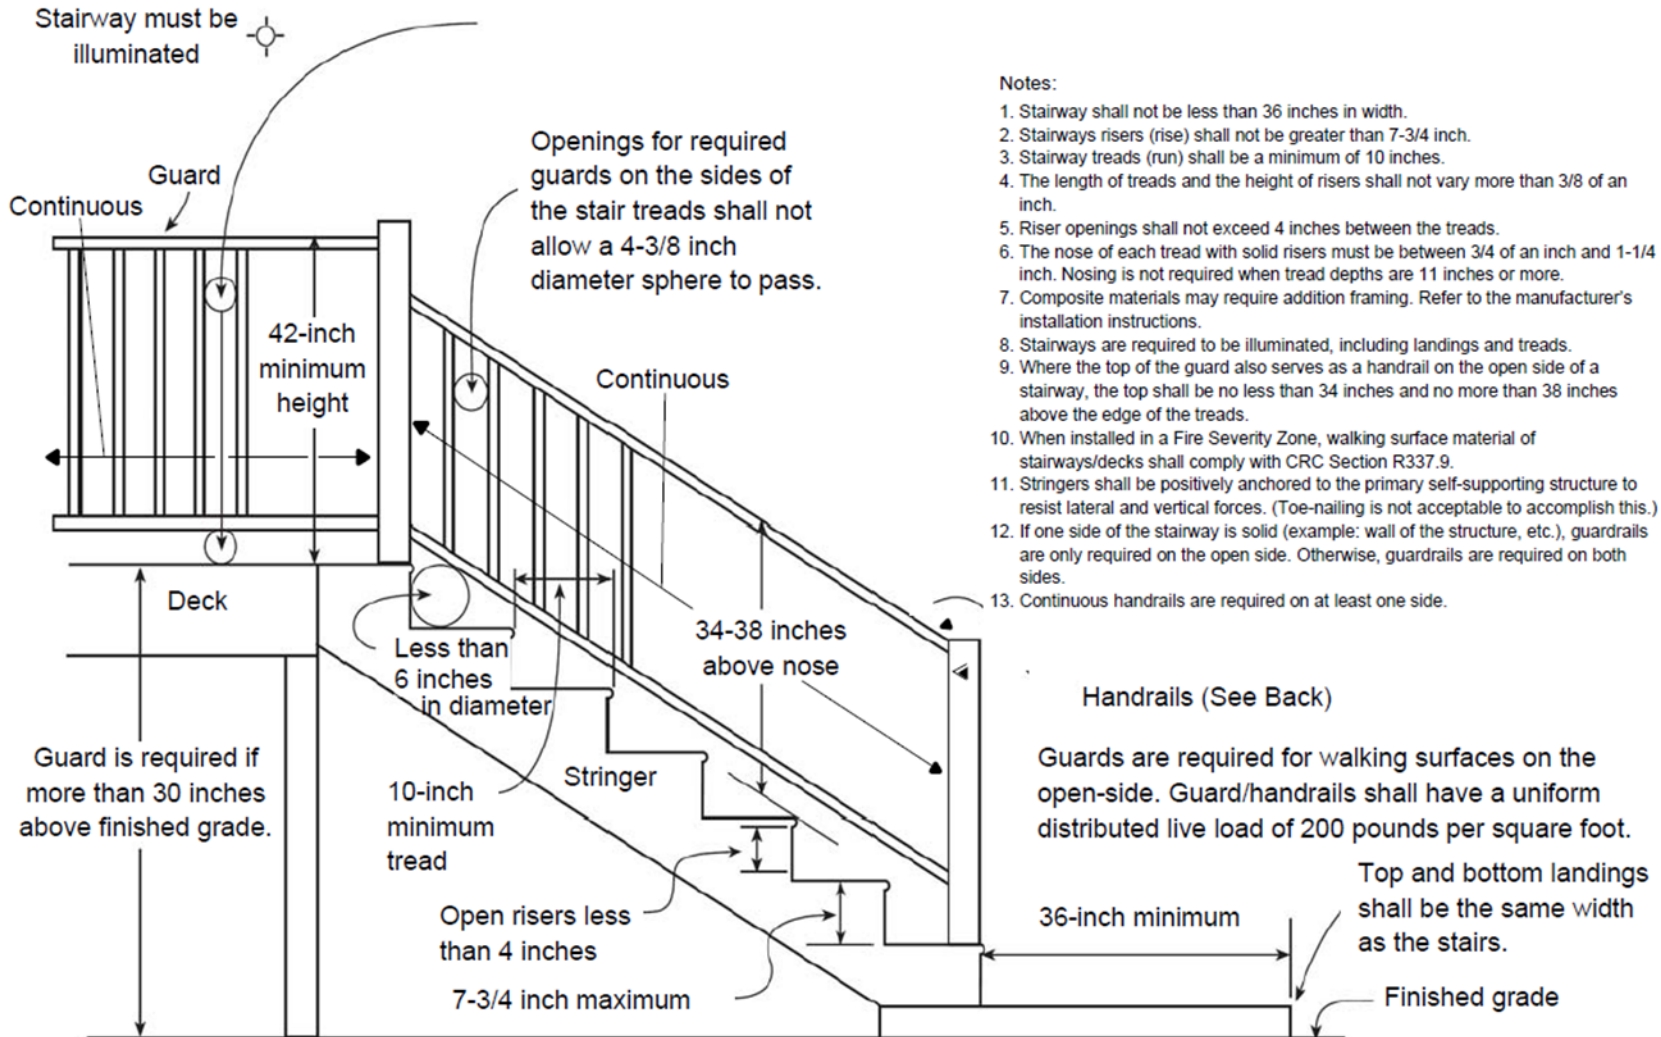 Stairway must be
illuminated
Guard
Continuous
Openings for required
guards on the sides of
the stair treads shall not
allow a 4-3/8 inch
diameter sphere to pass.
42-inch
minimum
height
Continuous
Deck
Less than
6 inches
in diameter
34-38 inches
above nose
Guard is required if
more than 30 inches
above finished grade.
10-inch
minimum
tread
Stringer
Open risers less
than 4 inches
7-3/4 inch maximum
Notes:
1. Stairway shall not be less than 36 inches in width.
2. Stairways risers (rise) shall not be greater than 7-3/4 inch.
3. Stairway treads (run) shall be a minimum of 10 inches.
4. The length of treads and the height of risers shall not vary more than 3/8 of an
inch.
5. Riser openings shall not exceed 4 inches between the treads.
6. The nose of each tread with solid risers must be between 3/4 of an inch and 1-1/4
inch. Nosing is not required when tread depths are 11 inches or more.
7. Composite materials may require addition framing. Refer to the manufacturer's
installation instructions.
8. Stairways are required to be illuminated, including landings and treads.
9. Where the top of the guard also serves as a handrail on the open side of a
stairway, the top shall be no less than 34 inches and no more than 38 inches
above the edge of the treads.
10. When installed in a Fire Severity Zone, walking surface material of
stairways/decks shall comply with CRC Section R337.9.
11. Stringers shall be positively anchored to the primary self-supporting structure to
resist lateral and vertical forces. (Toe-nailing is not acceptable to accomplish this.)
12. If one side of the stairway is solid (example: wall of the structure, etc.), guardrails
are only required on the open side. Otherwise, guardrails are required on both
sides.
13. Continuous handrails are required on at least one side.
Handrails (See Back)
Guards are required for walking surfaces on the
open-side. Guard/handrails shall have a uniform
distributed live load of 200 pounds per square foot.
36-inch minimum
Top and bottom landings
shall be the same width
as the stairs.
Finished grade